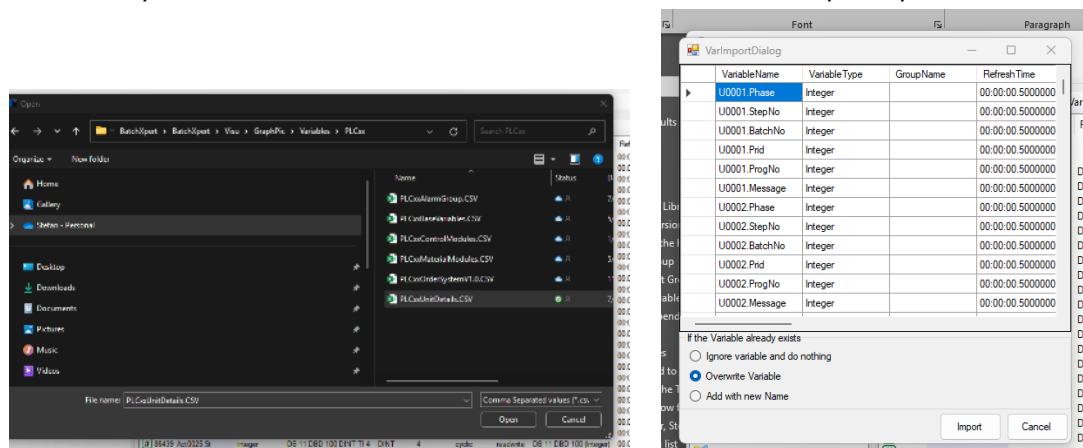 Font
Paragraph
VarImportDialog
VariableName VariableType GroupName RefreshTime
U0001.Phase Integer 00:00:00.5000000
U0001.StepNo Integer 00:00:00.5000000
U0001.BatchNo Integer 00:00:00.5000000
U0001.Prid Integer 00:00:00.5000000
U0001.ProgNo Integer 00:00:00.5000000
U0001.Message Integer 00:00:00.5000000
U0002.Phase Integer 00:00:00.5000000
U0002.StepNo Integer 00:00:00.5000000
U0002.BatchNo Integer 00:00:00.5000000
U0002.Prid Integer 00:00:00.5000000
U0002.ProgNo Integer 00:00:00.5000000
U0002.Message Integer 00:00:00.5000000
If the Variable already exists
Ignore variable and do nothing
Overwrite Variable
Add with new Name
Import Cancel
Open
BatchXpert > BatchXpert > Visu > GraphPic > Variables > PLCxx
Search PLCxx
Organize New folder
Home
Gallery
Stefan - Personal
Desktop
Downloads
Documents
Pictures
Music
Videos
Name Status
PLCxxAlarmGroup.CSV
PLCxxBaseVariables.CSV
PLCxxControlModules.CSV
PLCxxMaterialModules.CSV
PLCxxOrderSystemV1.0.CSV
PLCxxUnitDetails.CSV
File name: PLCxxUnitDetails.CSV
Comma Separated values (*.csv
Open Cancel
Integer DINT 4 cyclic readwrite